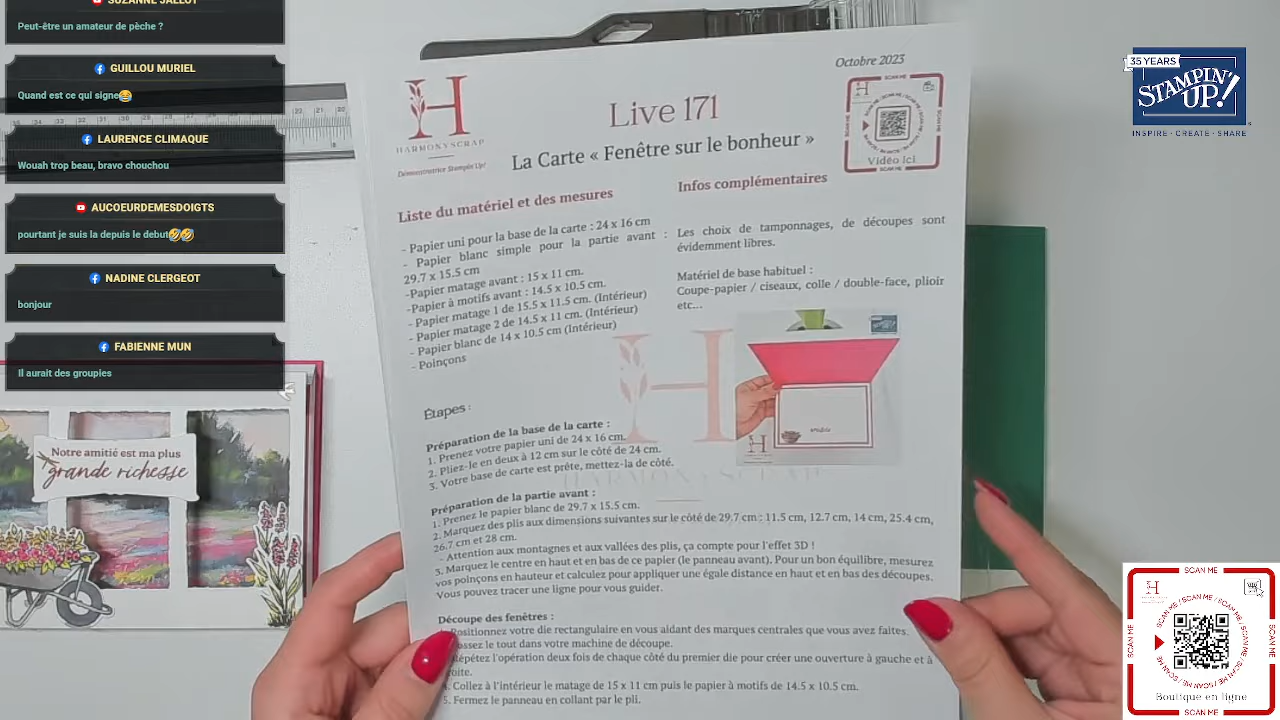 SUZANNE JALLOT
Peut-être un amateur de pèche ?
GUILLOU MURIEL
Quand est ce qui signe😂
LAURENCE CLIMAQUE
Wouah trop beau, bravo chouchou
AUCOEURDEMESDOIGTS
pourtant je suis la depuis le debut🤣🤣
NADINE CLERGEOT
bonjour
FABIENNE MUN
Il aurait des groupies
Notre amitié est ma plus
grande richesse
Octobre 2023
H
HARMONYSCRAP
Démonstratrice Stampin' Up!
Live 171
La Carte « Fenêtre sur le bonheur »
SCAN ME
Vidéo Ici
SCAN ME
Liste du matériel et des mesures
- Papier uni pour la base de la carte : 24 x 16 cm
- Papier blanc simple pour la partie avant :
29.7 x 15.5 cm
-Papier matage avant : 15 x 11 cm.
-Papier à motifs avant : 14.5 x 10.5 cm.
- Papier matage 1 de 15.5 x 11.5 cm. (Intérieur)
- Papier matage 2 de 14.5 x 11 cm. (Intérieur)
- Papier blanc de 14 x 10.5 cm (Intérieur)
- Poinçons
Infos complémentaires
Les choix de tamponnages, de découpes sont
évidemment libres.
Matériel de base habituel :
Coupe-papier / ciseaux, colle / double-face, plioir
etc...
Étapes :
Préparation de la base de la carte :
1. Prenez votre papier uni de 24 x 16 cm.
2. Pliez-le en deux à 12 cm sur le côté de 24 cm.
3. Votre base de carte est prête, mettez-la de côté.
HARMONYSCRAP
Préparation de la partie avant :
1. Prenez le papier blanc de 29.7 x 15.5 cm.
2. Marquez des plis aux dimensions suivantes sur le côté de 29.7 cm : 11.5 cm, 12.7 cm, 14 cm, 25.4 cm,
26.7 cm et 28 cm.
- Attention aux montagnes et aux vallées des plis, ça compte pour l'effet 3D !
3. Marquez le centre en haut et en bas de ce papier (le panneau avant). Pour un bon équilibre, mesurez
vos poinçons en hauteur et calculez pour appliquer une égale distance en haut et en bas des découpes.
Vous pouvez tracer une ligne pour vous guider.
Découpe des fenêtres :
Positionnez votre die rectangulaire en vous aidant des marques centrales que vous avez faites.
le tout dans votre machine de découpe.
l'opération deux fois de chaque côté du premier die pour créer une ouverture à gauche et à
Collez à l'intérieur le matage de 15 x 11 cm puis le papier à motifs de 14.5 x 10.5 cm.
5. Fermez le panneau en collant par le pli.
35 YEARS
STAMPIN' UP!
INSPIRE · CREATE · SHARE
SCAN ME
Boutique en ligne
SCAN ME